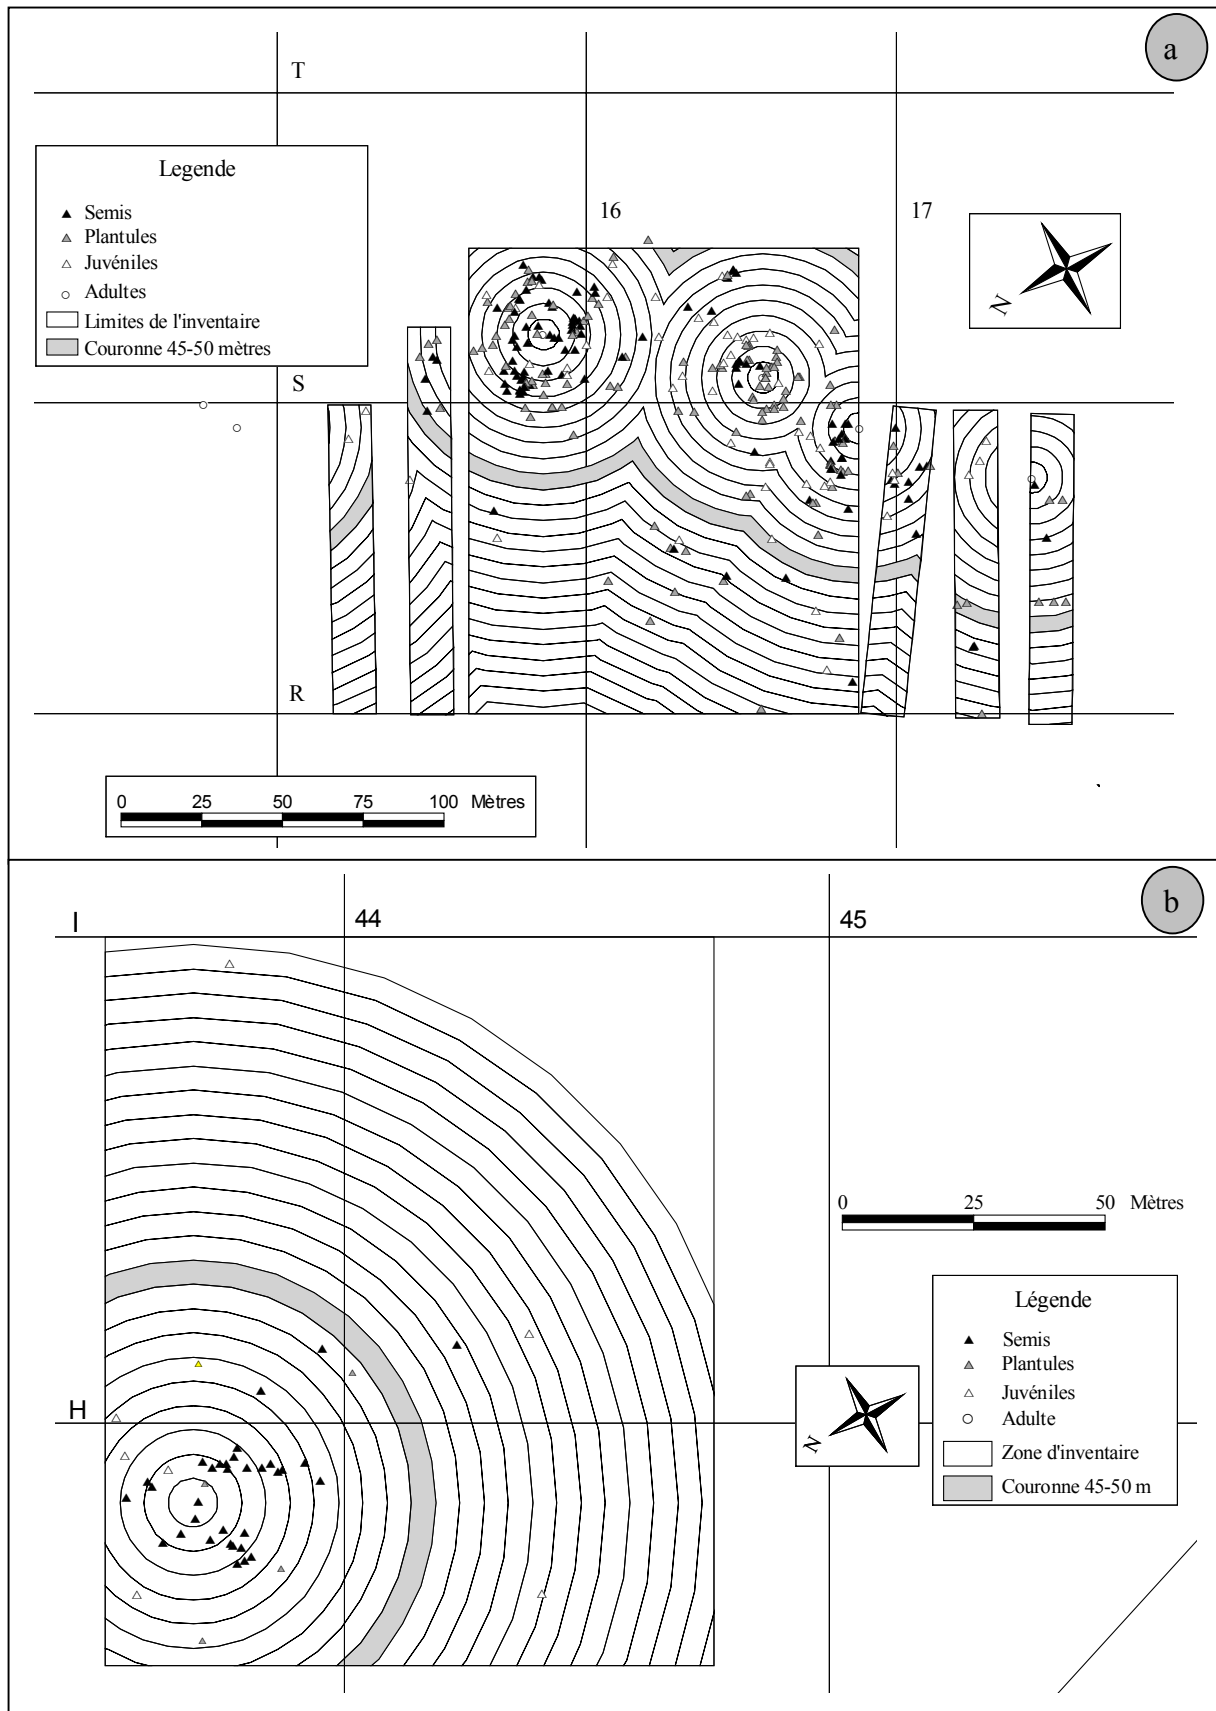 a
T
Legende
Semis
Plantules
Juvéniles
Adultes
Limites de l'inventaire
Couronne 45-50 mètres
16
17
N
S
R
0 25 50 75 100 Mètres
b
I
44
45
0 25 50 Mètres
Légende
Semis
Plantules
Juvéniles
Adulte
Zone d'inventaire
Couronne 45-50 m
H
N